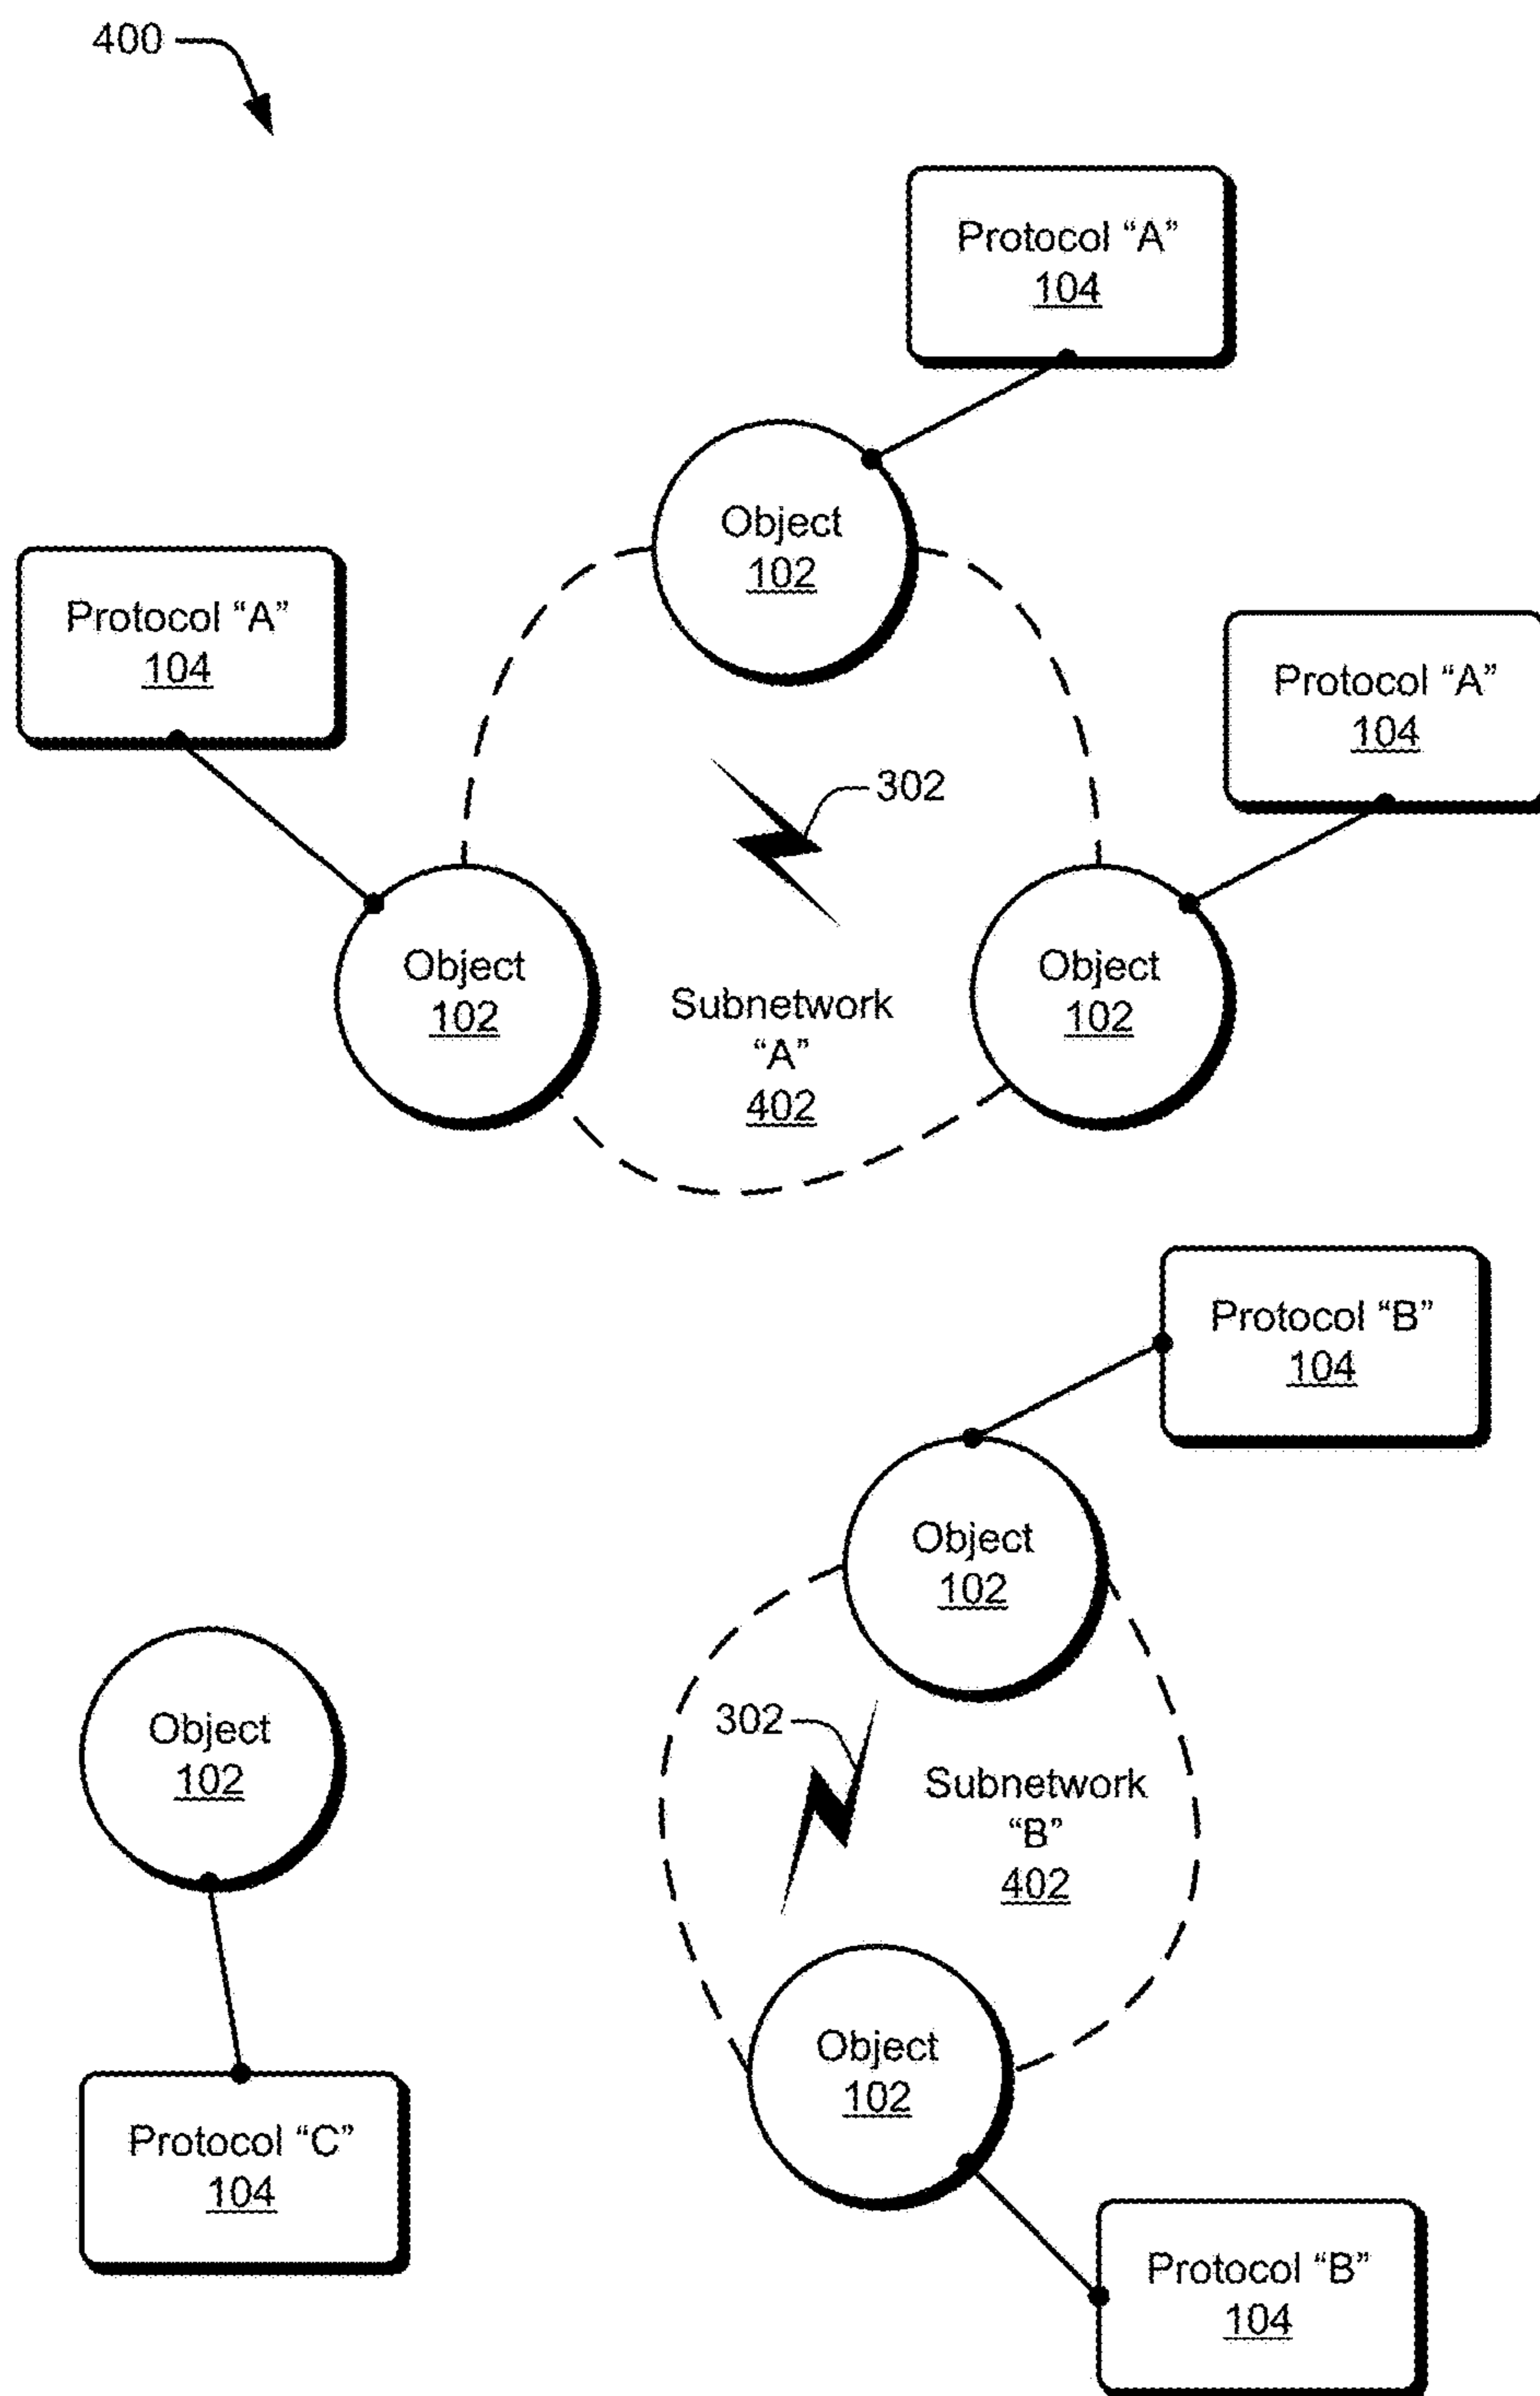 400
Protocol “A”
104
Object
102
Protocol “A”
104
Protocol “A”
104
302
Object
102
Object
102
Subnetwork
“A”
402
Protocol “B”
104
Object
102
Object
102
302
Subnetwork
“B”
402
Object
102
Protocol “C”
104
Protocol “B”
104